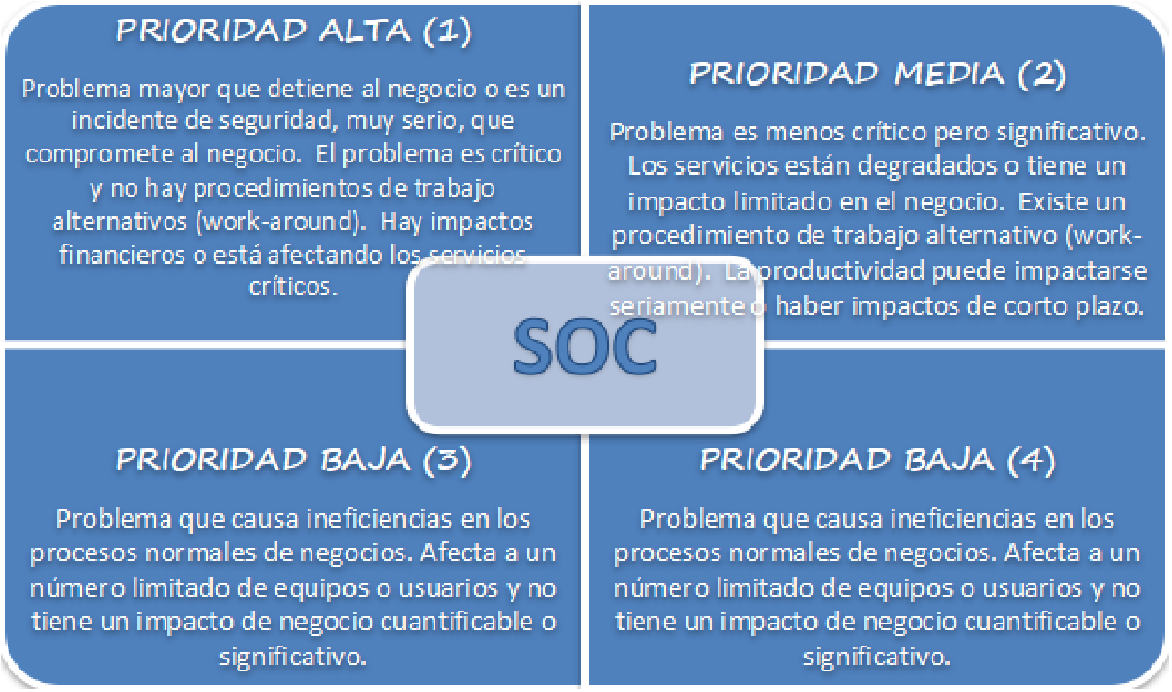 PRIORIDAD ALTA (1)
Problema mayor que detiene al negocio o es un
incidente de seguridad, muy serio, que
compromete al negocio. El problema es crítico
y no hay procedimientos de trabajo
alternativos (work-around). Hay impactos
financieros o está afectando los servicios
críticos.
PRIORIDAD MEDIA (2)
Problema es menos crítico pero significativo.
Los servicios están degradados o tiene un
impacto limitado en el negocio. Existe un
procedimiento de trabajo alternativo (work-
around). La productividad puede impactarse
seriamente o haber impactos de corto plazo.
SOC
PRIORIDAD BAJA (3)
Problema que causa ineficiencias en los
procesos normales de negocios. Afecta a un
número limitado de equipos o usuarios y no
tiene un impacto de negocio cuantificable o
significativo.
PRIORIDAD BAJA (4)
Problema que causa ineficiencias en los
procesos normales de negocios. Afecta a un
número limitado de equipos o usuarios y no
tiene un impacto de negocio cuantificable o
significativo.